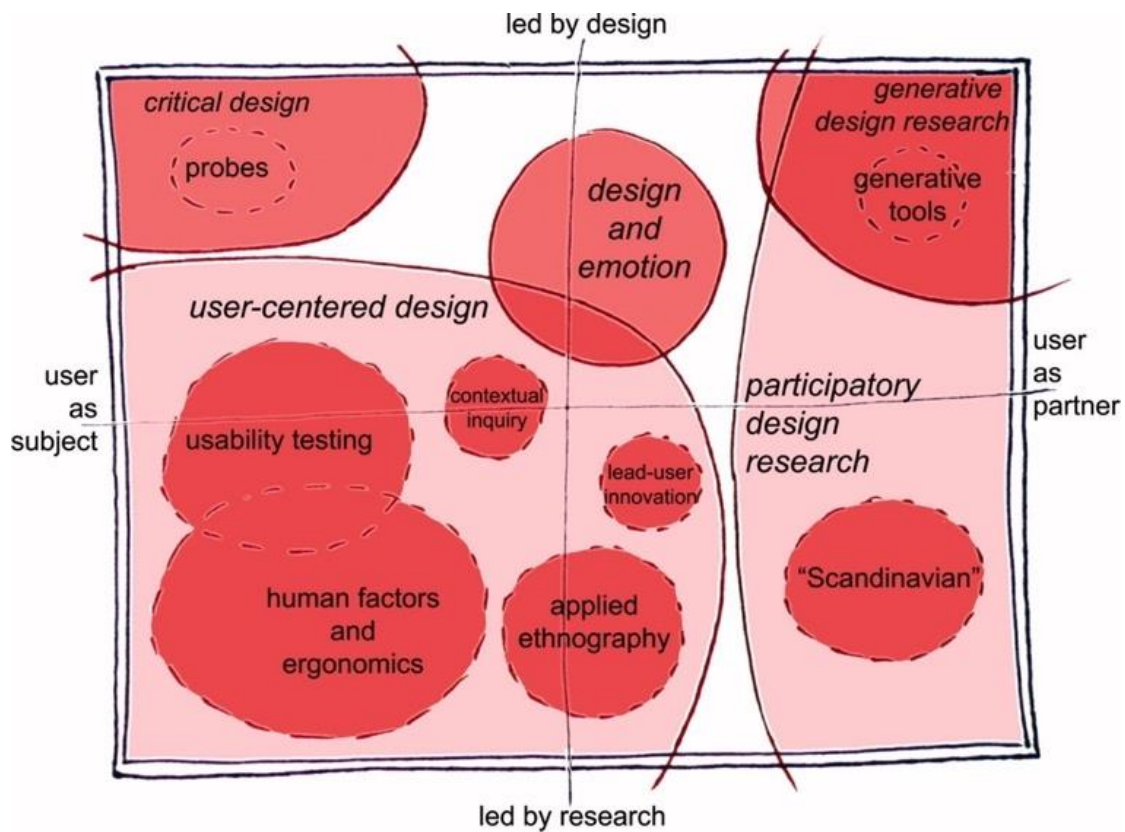 led by design
critical design
probes
generative
design research
generative
tools
design
and
emotion
user-centered design
user
as
subject
contextual
inquiry
usability testing
user
as
partner
participatory
design
research
lead-user
innovation
human factors
and
ergonomics
applied
ethnography
“Scandinavian”
led by research